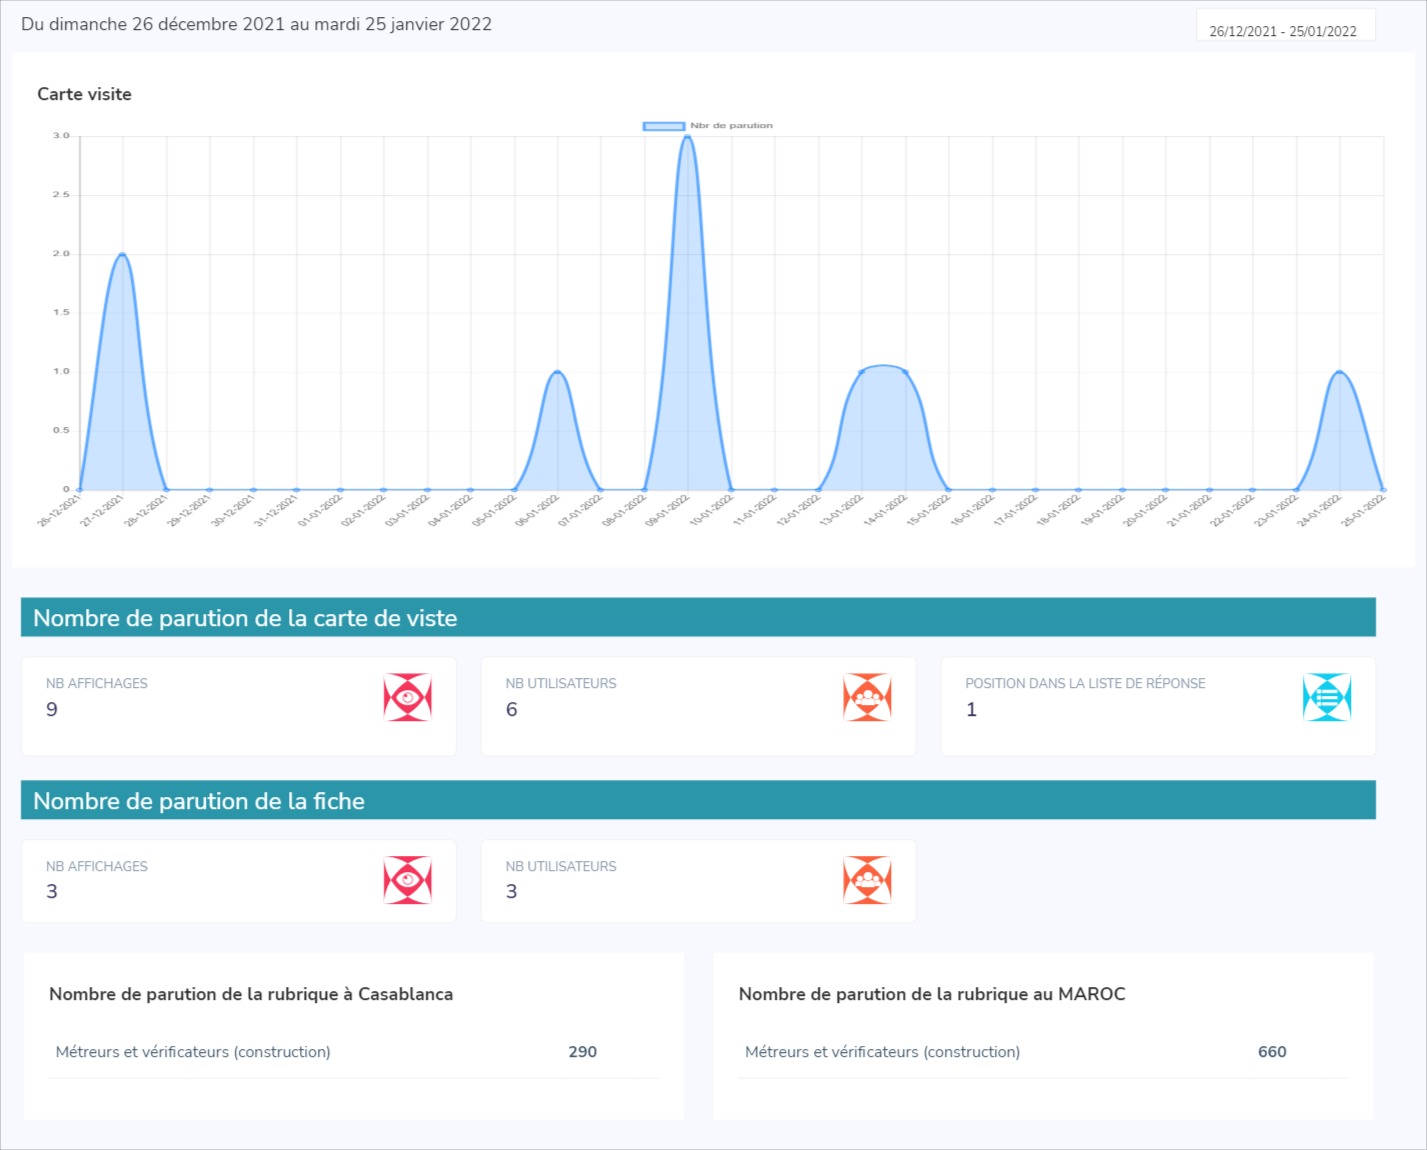 Du dimanche 26 décembre 2021 au mardi 25 janvier 2022
26/12/2021 - 25/01/2022
Carte visite
Nbr de parution
3.0
2.5
2.0
1.5
1.0
0.5
0
26-12-2021
27-12-2021
28-12-2021
29-12-2021
30-12-2021
31-12-2021
01-01-2022
02-01-2022
03-01-2022
04-01-2022
05-01-2022
06-01-2022
07-01-2022
08-01-2022
09-01-2022
10-01-2022
11-01-2022
12-01-2022
13-01-2022
14-01-2022
15-01-2022
16-01-2022
17-01-2022
18-01-2022
19-01-2022
20-01-2022
21-01-2022
22-01-2022
23-01-2022
24-01-2022
25-01-2022
Nombre de parution de la carte de viste
NB AFFICHAGES
9
NB UTILISATEURS
6
POSITION DANS LA LISTE DE RÉPONSE
1
Nombre de parution de la fiche
NB AFFICHAGES
3
NB UTILISATEURS
3
Nombre de parution de la rubrique à Casablanca
Métreurs et vérificateurs (construction) 290
Nombre de parution de la rubrique au MAROC
Métreurs et vérificateurs (construction) 660